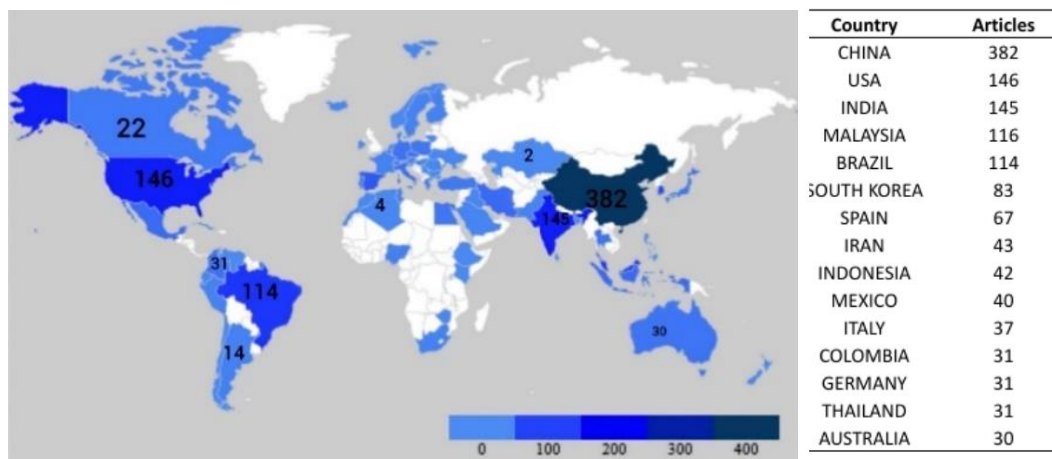 22
146
31
114
14
4
2
382
145
30
0 100 200 300 400
Country Articles
CHINA 382
USA 146
INDIA 145
MALAYSIA 116
BRAZIL 114
SOUTH KOREA 83
SPAIN 67
IRAN 43
INDONESIA 42
MEXICO 40
ITALY 37
COLOMBIA 31
GERMANY 31
THAILAND 31
AUSTRALIA 30